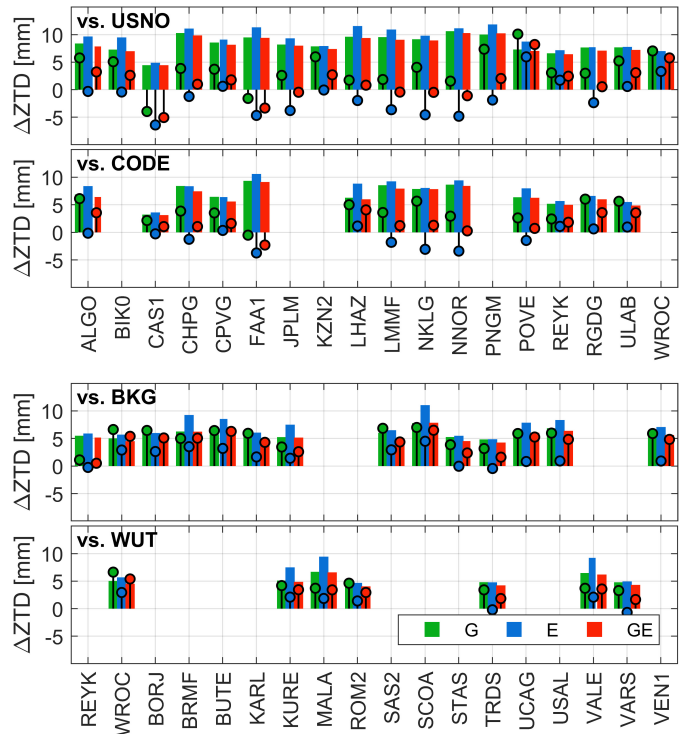 vs. USNO
ΔZTD [mm]
10
5
0
-5
vs. CODE
ΔZTD [mm]
10
5
0
-5
ALGO
BIK0
CAS1
CHPG
CPVG
FAA1
JPLM
KZN2
LHAZ
LMMF
NKLG
NNOR
PNGM
POVE
REYK
RGDG
ULAB
WROC
vs. BKG
ΔZTD [mm]
10
5
0
-5
vs. WUT
ΔZTD [mm]
10
5
0
-5
G E GE
REYK
WROC
BORJ
BRMF
BUTE
KARL
KURE
MALA
ROM2
SAS2
SCOA
STAS
TRDS
UCAG
USAL
VALE
VARS
VEN1